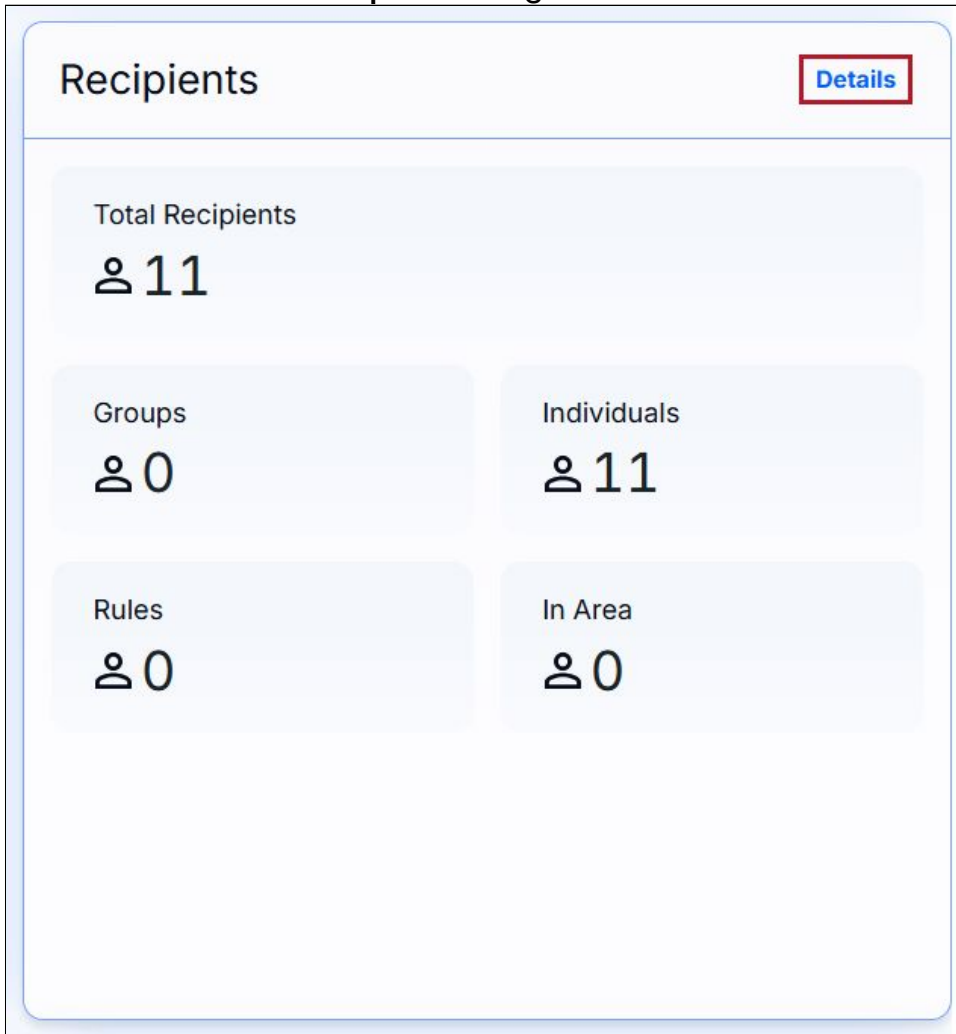 Recipients
Details
Total Recipients
11
Groups
0
Individuals
11
Rules
0
In Area
0